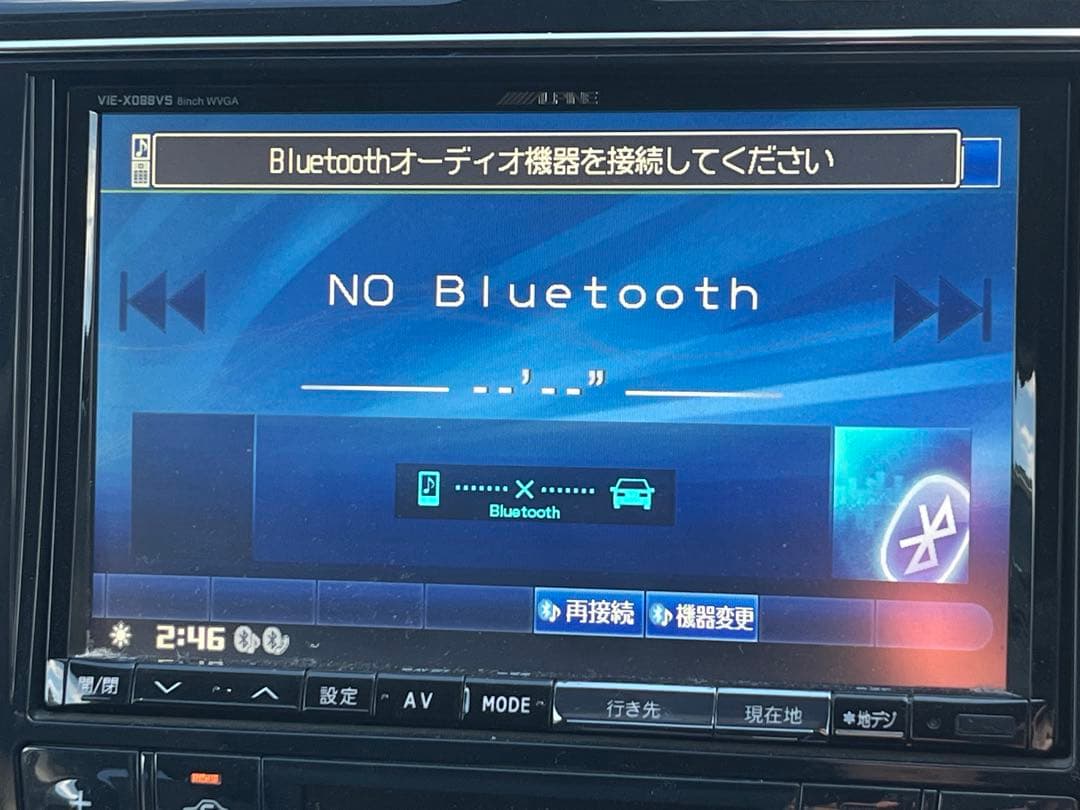 VIE-X088VS 8inch WVGA
ALPINE
Bluetoothオーディオ機器を接続してください
NO Bluetooth
--'--"
Bluetooth
再接続
機器変更
2:46
開/閉
設定
AV
MODE
行き先
現在地
✱地デジ